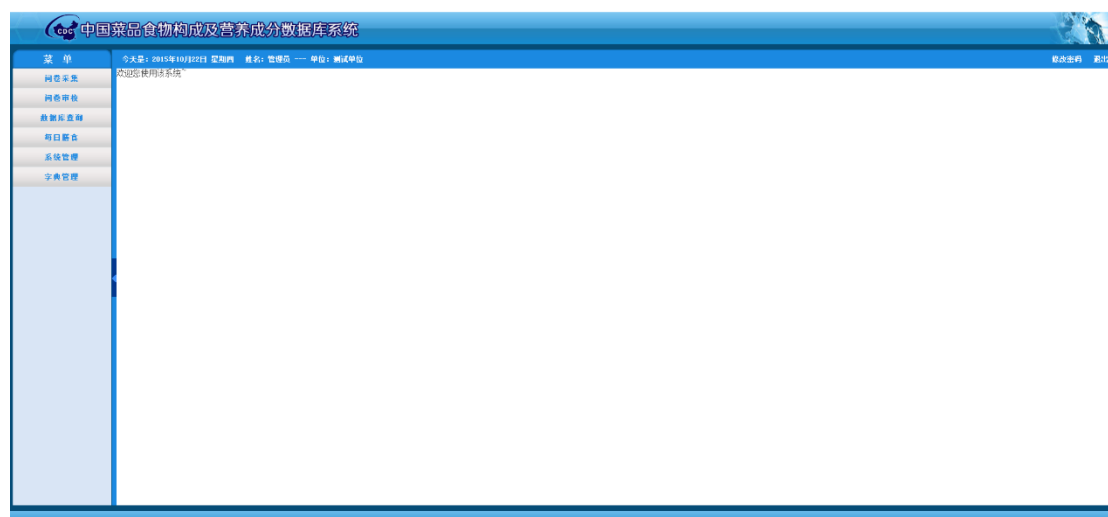 CDC 中国菜品食物构成及营养成分数据库系统
菜 单
今天是: 2015年10月22日 星期四 姓名: 管理员 --- 单位: 测试单位
修改密码 退出
欢迎您使用该系统~
问卷采集
问卷审核
数据库查询
每日膳食
系统管理
字典管理